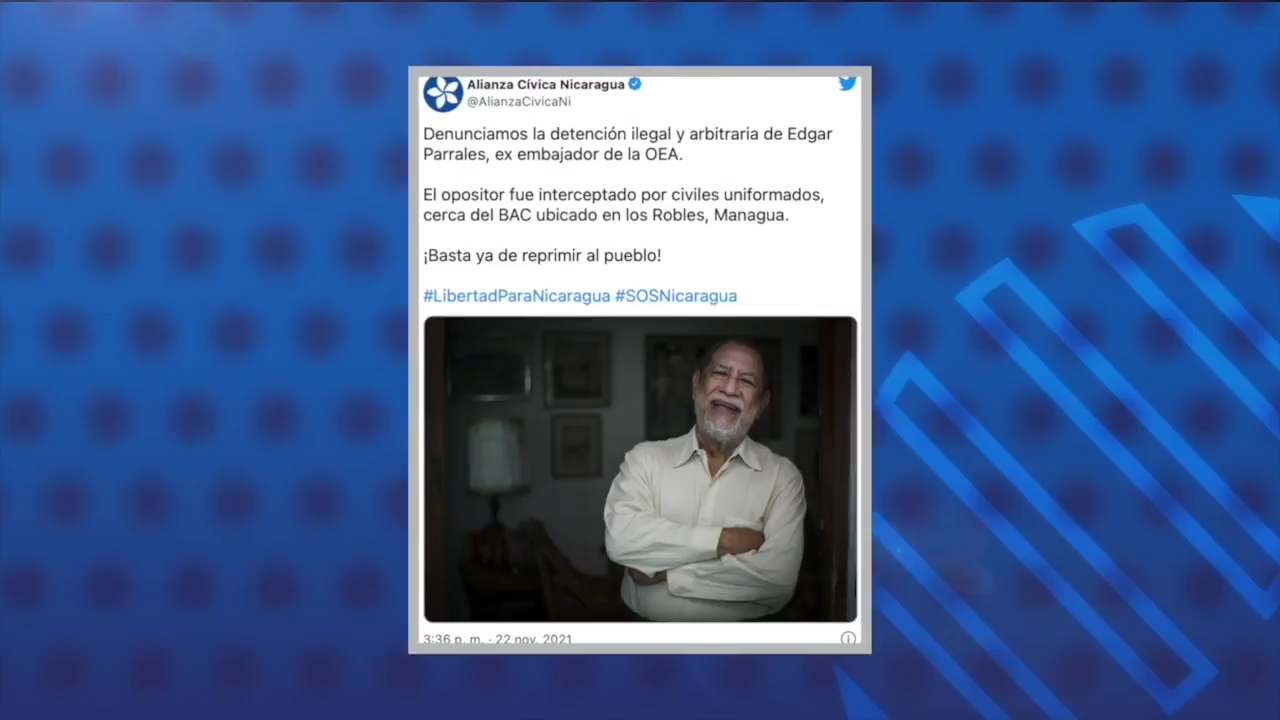 Alianza Cívica Nicaragua
@AlianzaCivicaNi
Denunciamos la detención ilegal y arbitraria de Edgar
Parrales, ex embajador de la OEA.
El opositor fue interceptado por civiles uniformados,
cerca del BAC ubicado en los Robles, Managua.
¡Basta ya de reprimir al pueblo!
#LibertadParaNicaragua #SOSNicaragua
3:36 p. m. · 22 nov. 2021